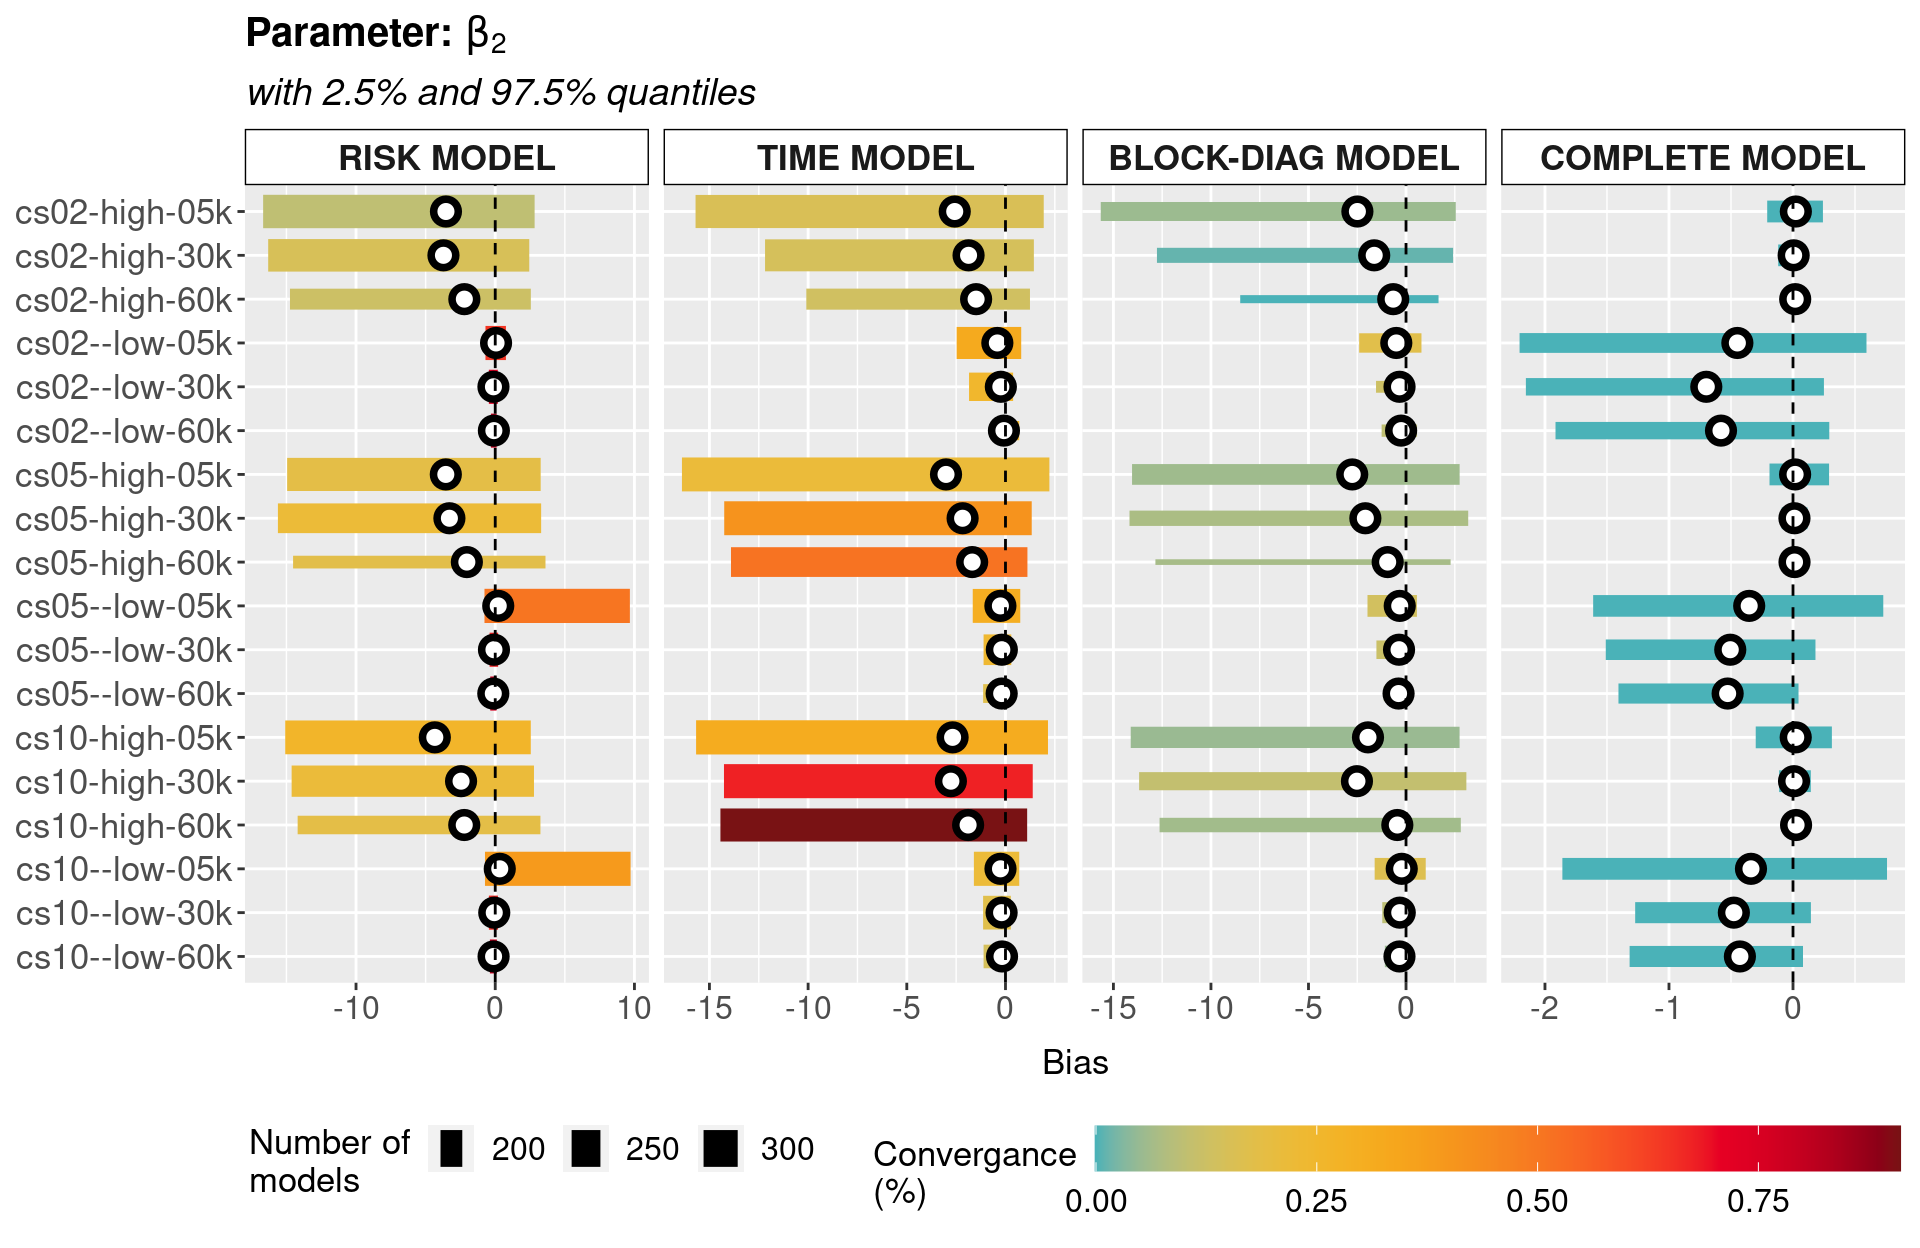 Parameter: β₂
with 2.5% and 97.5% quantiles
RISK MODEL TIME MODEL BLOCK-DIAG MODEL COMPLETE MODEL
cs02-high-05k
cs02-high-30k
cs02-high-60k
cs02--low-05k
cs02--low-30k
cs02--low-60k
cs05-high-05k
cs05-high-30k
cs05-high-60k
cs05--low-05k
cs05--low-30k
cs05--low-60k
cs10-high-05k
cs10-high-30k
cs10-high-60k
cs10--low-05k
cs10--low-30k
cs10--low-60k
-10 0 10 -15 -10 -5 0 -15 -10 -5 0 -2 -1 0
Bias
Number of
models
200 250 300
Convergance
(%)
0.00 0.25 0.50 0.75